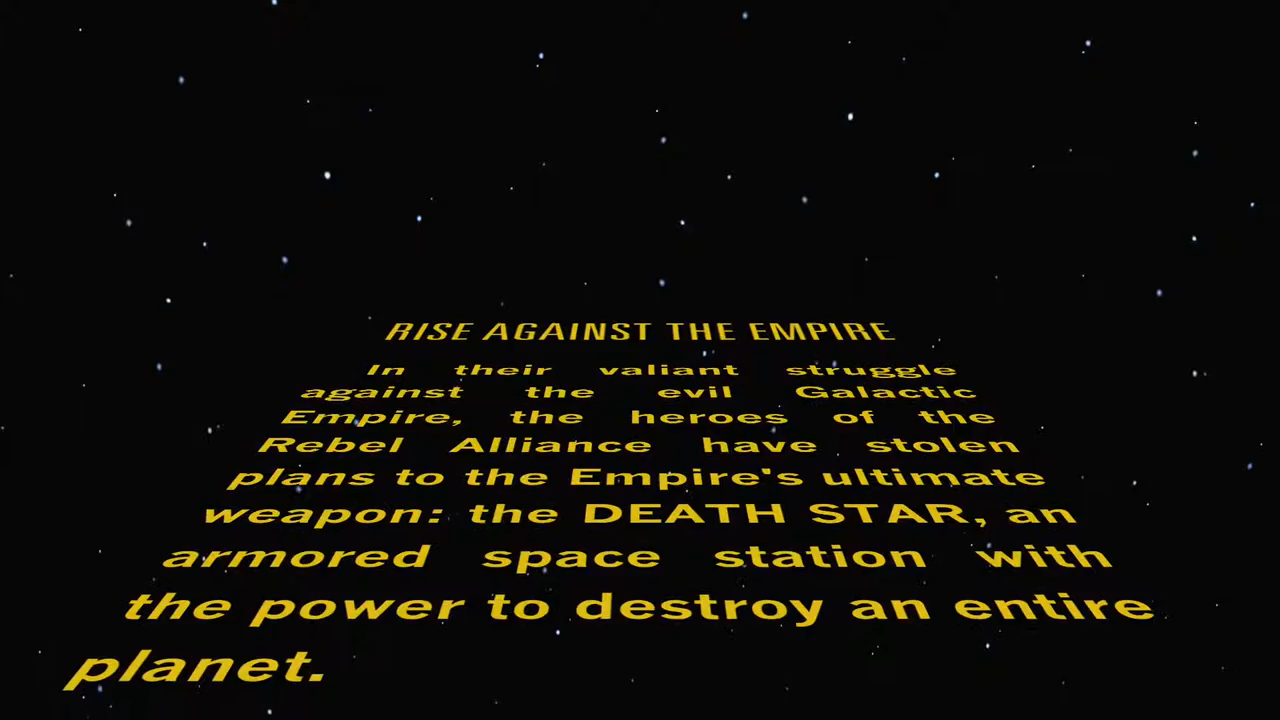 RISE AGAINST THE EMPIRE
In their valiant struggle
against the evil Galactic
Empire, the heroes of the
Rebel Alliance have stolen
plans to the Empire's ultimate
weapon: the DEATH STAR, an
armored space station with
the power to destroy an entire
planet.